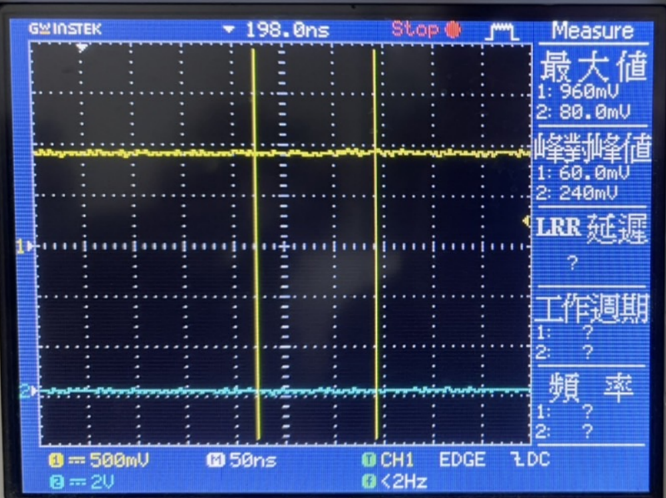 GW INSTEK 198.0ns Stop Measure
最大值
1: 960mV
2: 80.0mV
峰對峰值
1: 60.0mV
2: 240mV
LRR 延遲
?
工作週期
1: ?
2: ?
頻率
1: ?
2: ?
1
2
1 500mV M 50ns T CH1 EDGE DC
2 2V f <2Hz